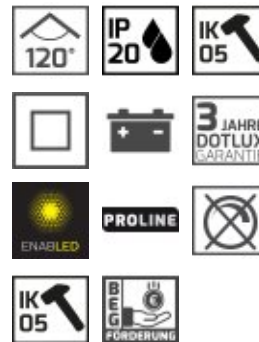 120°
IP
20
IK
05
+ -
3 JAHRE
DOTLUX
GARANTIE
ENABLED
PROLINE
IK
05
BEG
FÖRDERUNG